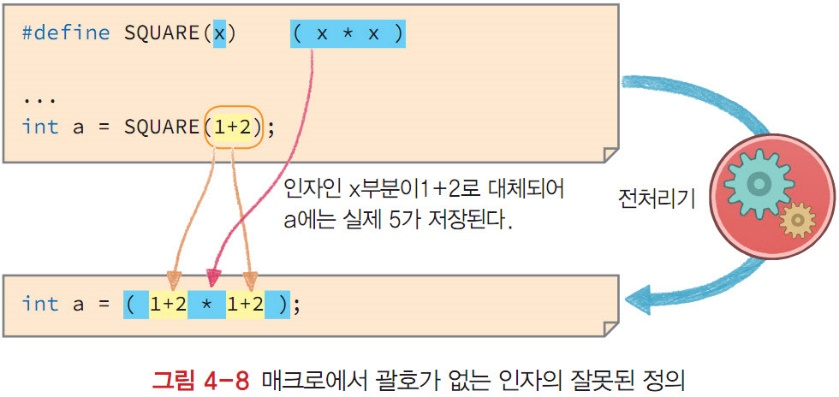 #define SQUARE(x) ( x * x )
...
int a = SQUARE(1+2);
인자인 x부분이1+2로 대체되어
a에는 실제 5가 저장된다.
전처리기
int a = ( 1+2 * 1+2 );
그림 4-8 매크로에서 괄호가 없는 인자의 잘못된 정의